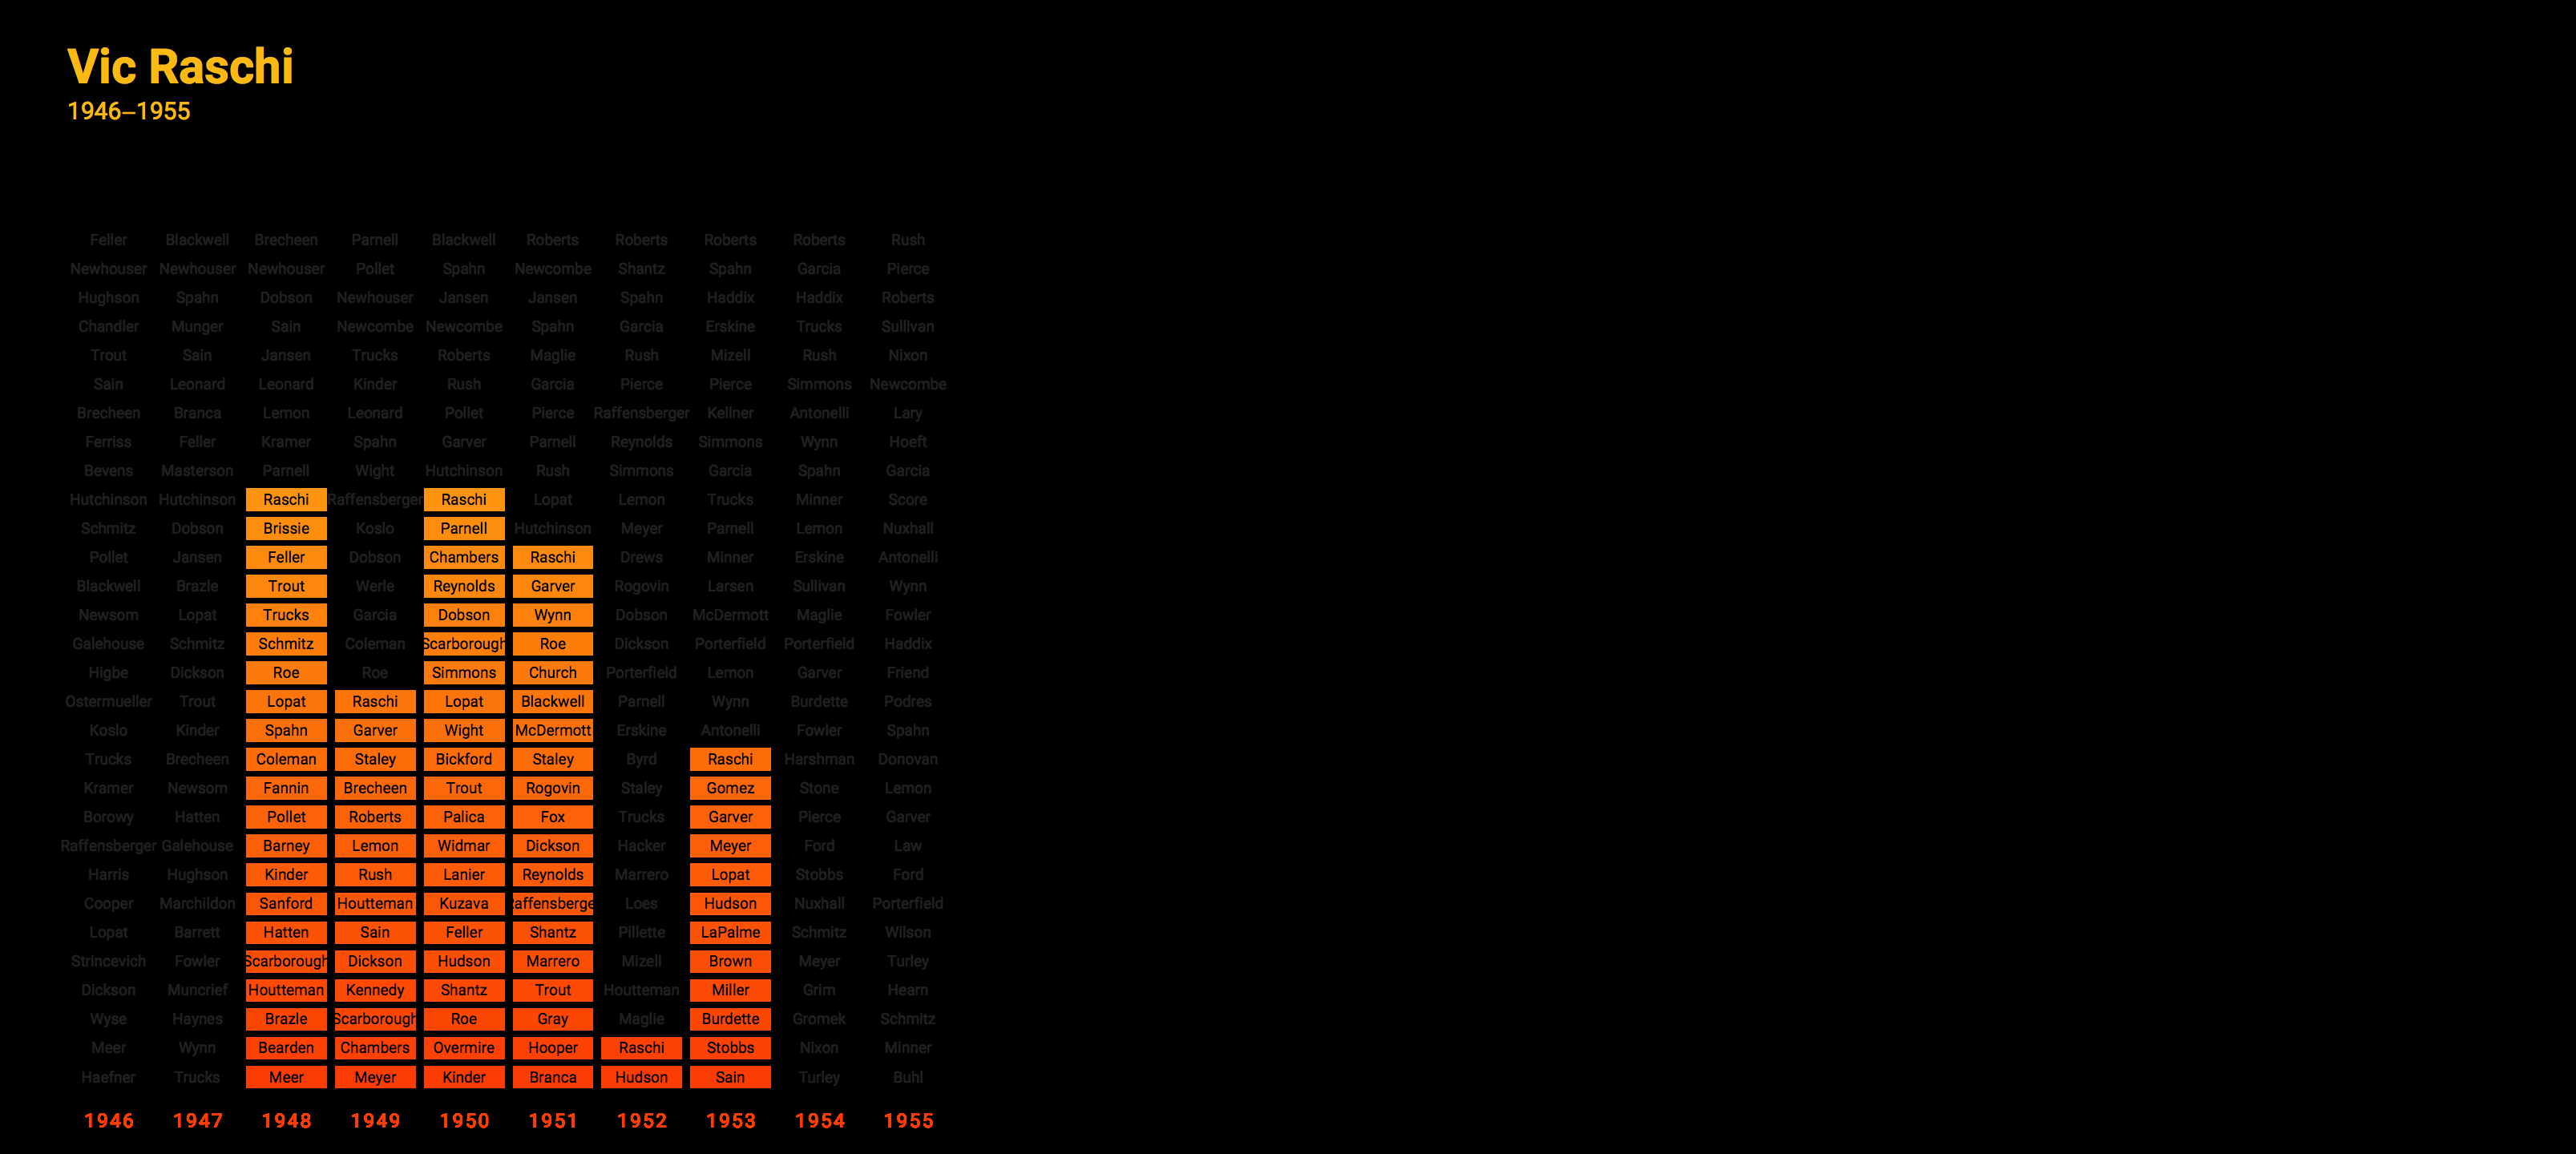 Vic Raschi
1946–1955
Feller Blackwell Brecheen Parnell Blackwell Roberts Roberts Roberts Roberts Rush
Newhouser Newhouser Newhouser Pollet Spahn Newcombe Shantz Spahn Garcia Pierce
Hughson Spahn Dobson Newhouser Jansen Jansen Spahn Haddix Haddix Roberts
Chandler Munger Sain Newcombe Newcombe Spahn Garcia Erskine Trucks Sullivan
Trout Sain Jansen Trucks Roberts Maglie Rush Mizell Rush Nixon
Sain Leonard Leonard Kinder Rush Garcia Pierce Pierce Simmons Newcombe
Brecheen Branca Lemon Leonard Pollet Pierce Raffensberger Kellner Antonelli Lary
Ferriss Feller Kramer Spahn Garver Parnell Reynolds Simmons Wynn Hoeft
Bevens Masterson Parnell Wight Hutchinson Rush Simmons Garcia Spahn Garcia
Hutchinson Hutchinson Raschi Raffensberger Raschi Lopat Lemon Trucks Minner Score
Schmitz Dobson Brissie Koslo Parnell Hutchinson Meyer Parnell Lemon Nuxhall
Pollet Jansen Feller Dobson Chambers Raschi Drews Minner Erskine Antonelli
Blackwell Brazle Trout Werle Reynolds Garver Rogovin Larsen Sullivan Wynn
Newsom Lopat Trucks Garcia Dobson Wynn Dobson McDermott Maglie Fowler
Galehouse Schmitz Schmitz Coleman Scarborough Roe Dickson Porterfield Porterfield Haddix
Higbe Dickson Roe Roe Simmons Church Porterfield Lemon Garver Friend
Ostermueller Trout Lopat Raschi Lopat Blackwell Parnell Wynn Burdette Podres
Koslo Kinder Spahn Garver Wight McDermott Erskine Antonelli Fowler Spahn
Trucks Brecheen Coleman Staley Bickford Staley Byrd Raschi Harshman Donovan
Kramer Newsom Fannin Brecheen Trout Rogovin Staley Gomez Stone Lemon
Borowy Hatten Pollet Roberts Palica Fox Trucks Garver Pierce Garver
Raffensberger Galehouse Barney Lemon Widmar Dickson Hacker Meyer Ford Law
Harris Hughson Kinder Rush Lanier Reynolds Marrero Lopat Stobbs Ford
Cooper Marchildon Sanford Houtteman Kuzava Raffensberger Loes Hudson Nuxhall Porterfield
Lopat Barrett Hatten Sain Feller Shantz Pillette LaPalme Schmitz Wilson
Strincevich Fowler Scarborough Dickson Hudson Marrero Mizell Brown Meyer Turley
Dickson Muncrief Houtteman Kennedy Shantz Trout Houtteman Miller Grim Hearn
Wyse Haynes Brazle Scarborough Roe Gray Maglie Burdette Gromek Schmitz
Meer Wynn Bearden Chambers Overmire Hooper Raschi Stobbs Nixon Minner
Haefner Trucks Meer Meyer Kinder Branca Hudson Sain Turley Buhl
1946 1947 1948 1949 1950 1951 1952 1953 1954 1955